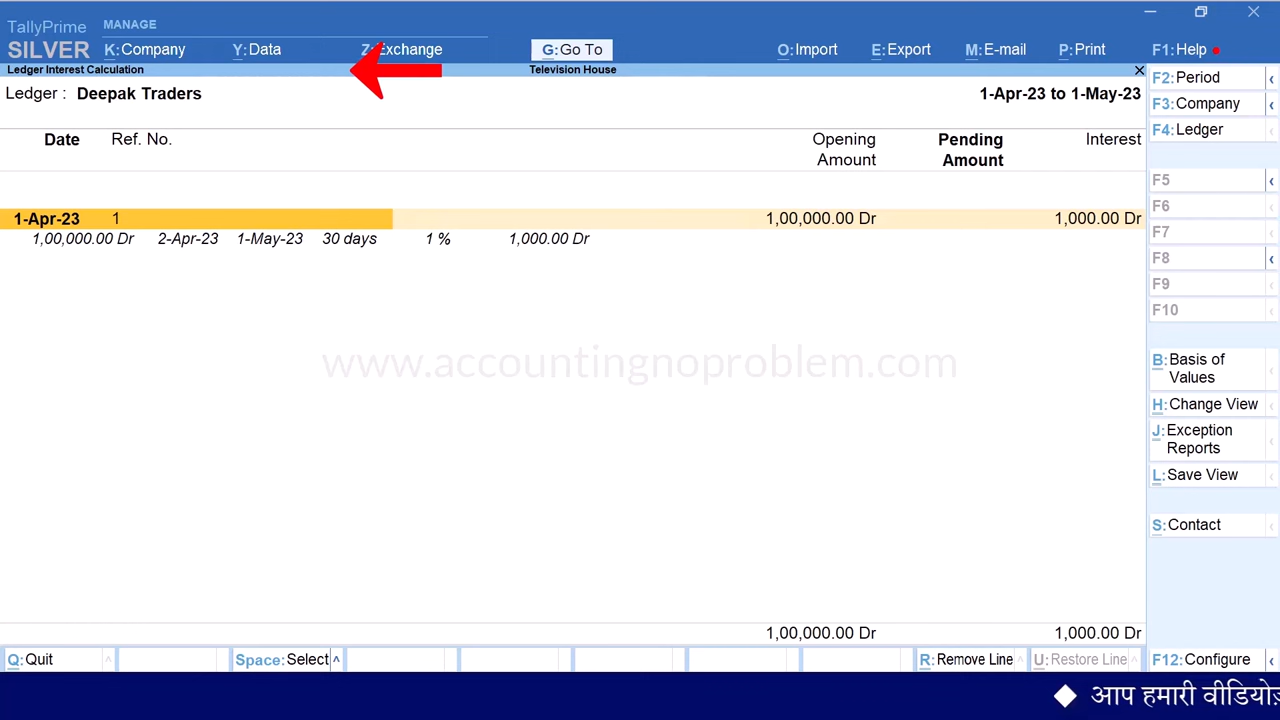 TallyPrime MANAGE
SILVER K:Company Y:Data Z:Exchange G:Go To O:Import E:Export M:E-mail P:Print F1:Help
Ledger Interest Calculation Television House
Ledger : Deepak Traders 1-Apr-23 to 1-May-23
Date Ref. No. Opening Amount Pending Amount Interest
1-Apr-23 1 1,00,000.00 Dr 1,000.00 Dr
1,00,000.00 Dr 2-Apr-23 1-May-23 30 days 1 % 1,000.00 Dr
www.accountingnoproblem.com
1,00,000.00 Dr 1,000.00 Dr
Q:Quit Space:Select R:Remove Line U:Restore Line F12:Configure
F2:Period
F3:Company
F4:Ledger
F5
F6
F7
F8
F9
F10
B:Basis of
Values
H:Change View
J:Exception
Reports
L:Save View
S:Contact
आप हमारी